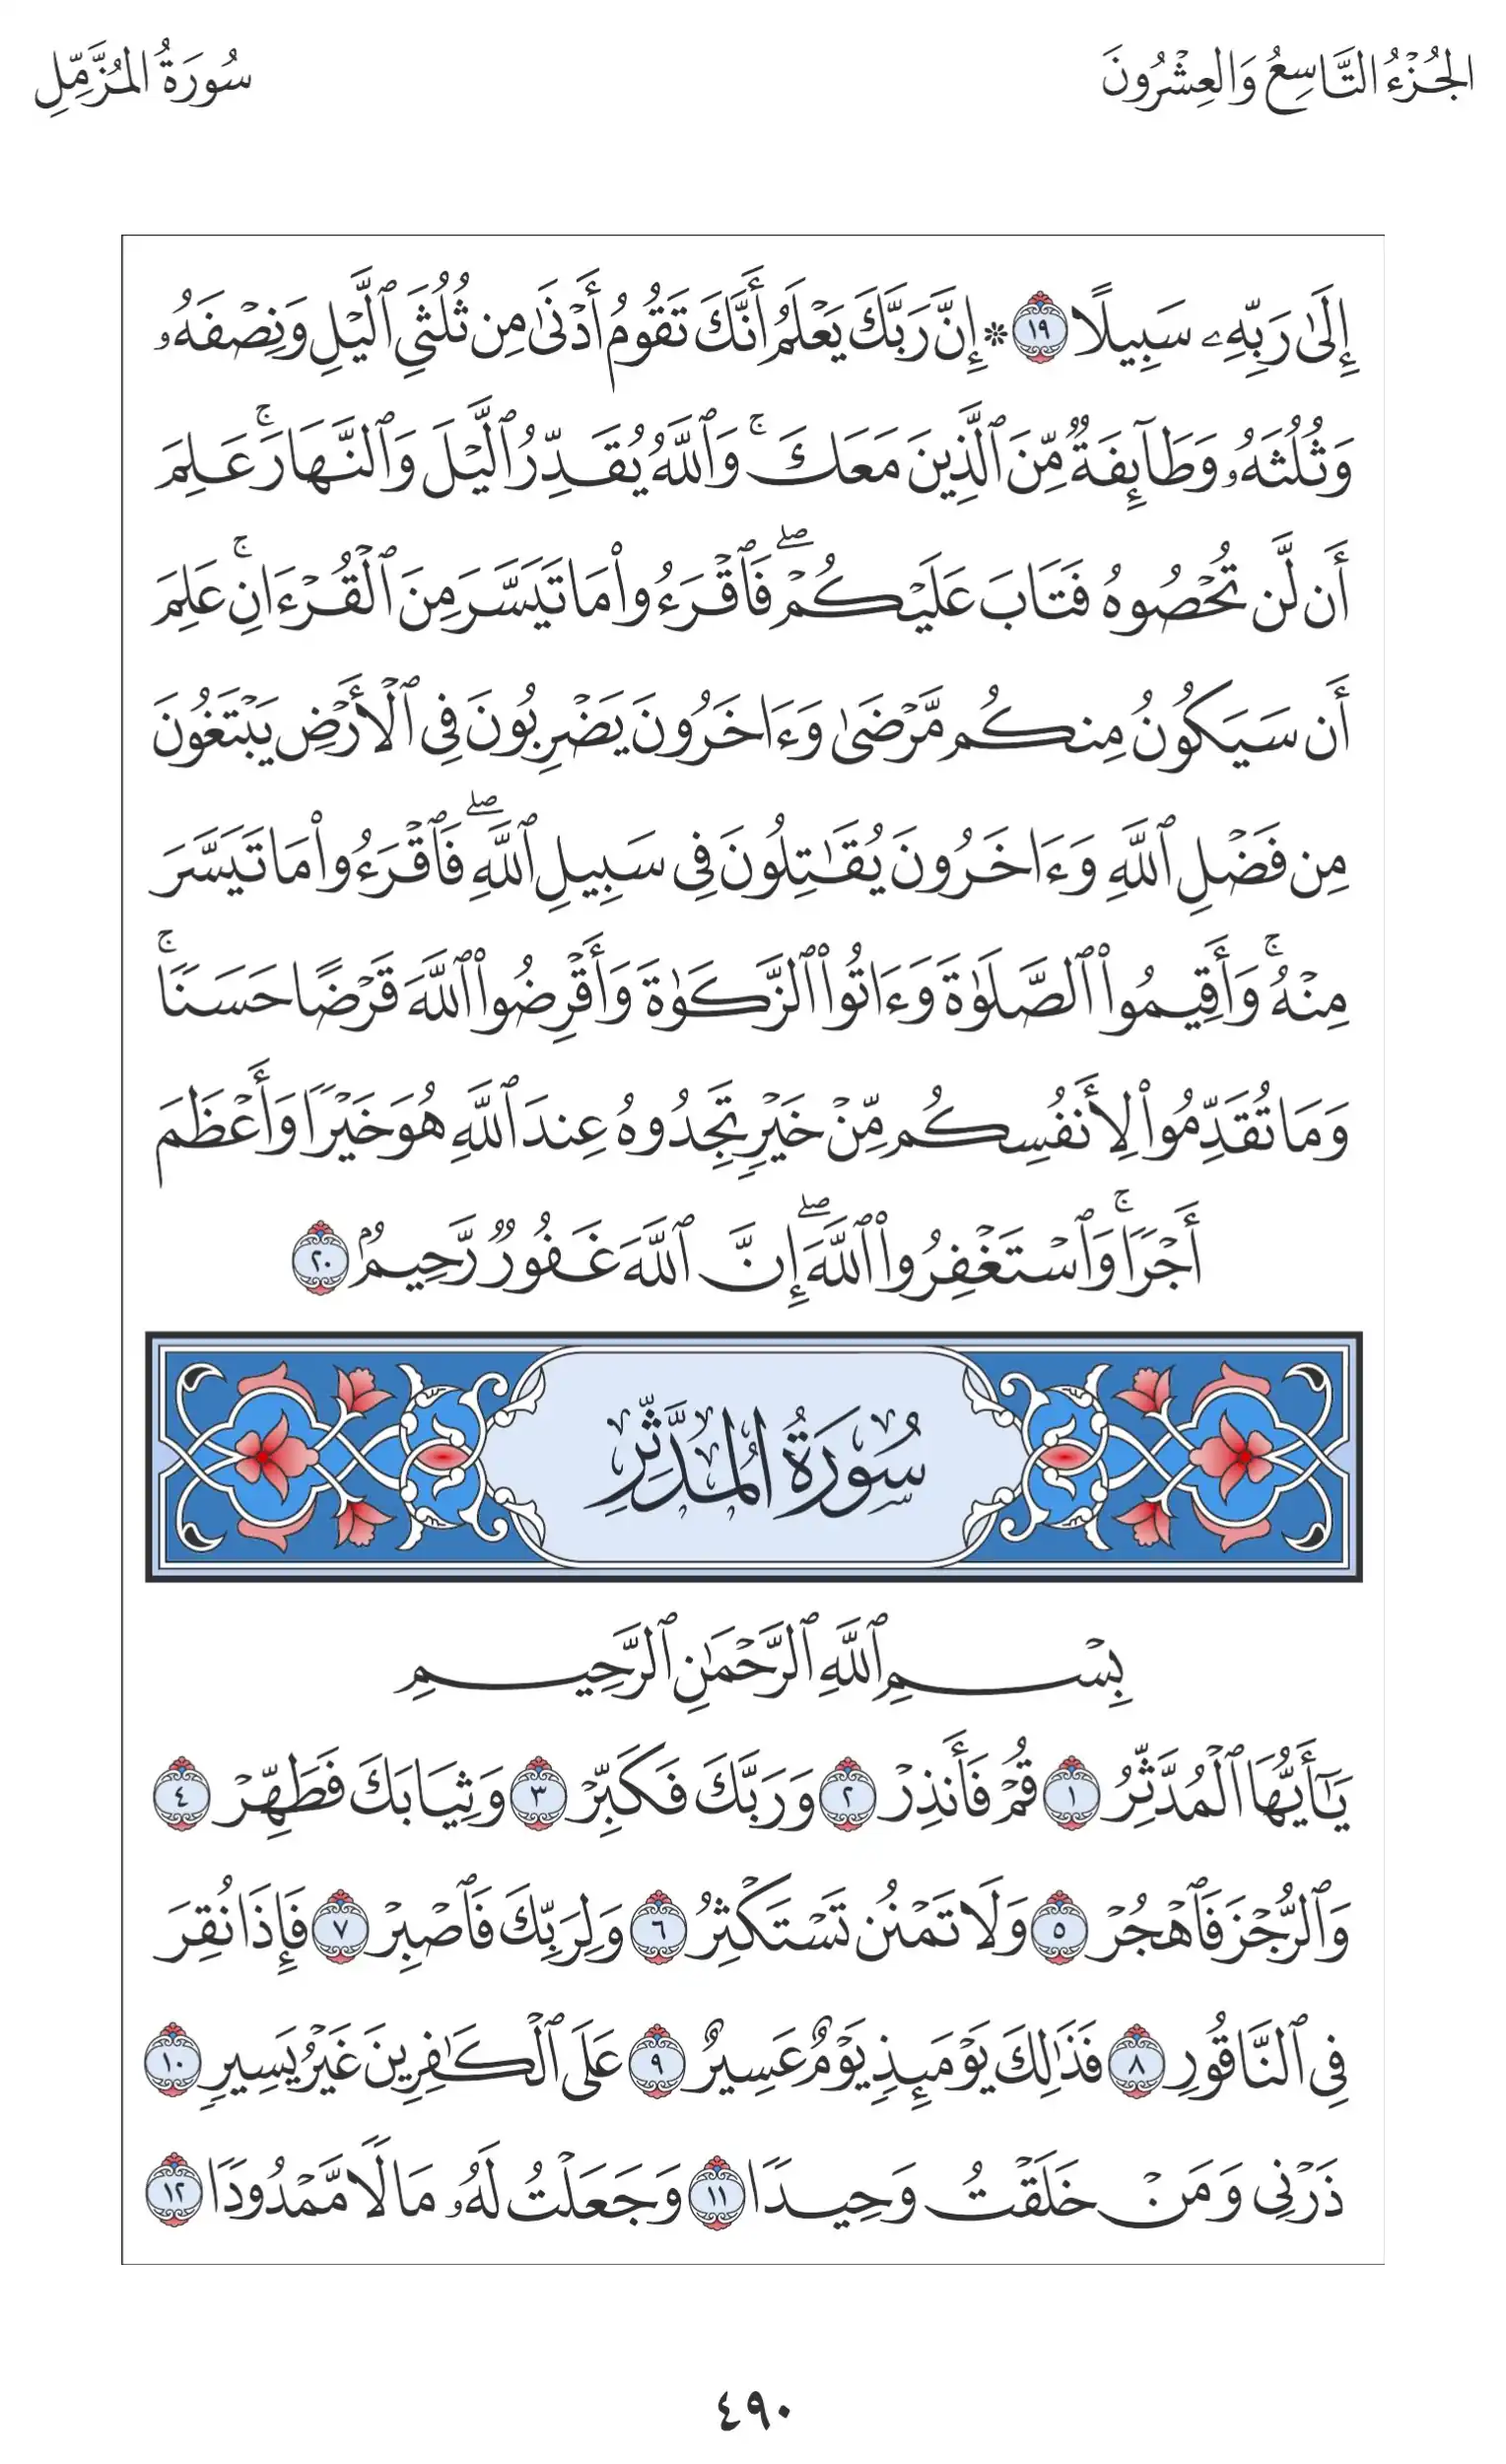 الجُزْءُ التَّاسِعُ وَالعِشْرُونَ
سُورَةُ المُزَّمِّلِ
إِلَىٰ رَبِّهِۦ سَبِيلًا ١٩ ۞ إِنَّ رَبَّكَ يَعْلَمُ أَنَّكَ تَقُومُ أَدْنَىٰ مِن ثُلُثَيِ ٱلَّيْلِ وَنِصْفَهُۥ
وَثُلُثَهُۥ وَطَآئِفَةٌ مِّنَ ٱلَّذِينَ مَعَكَۚ وَٱللَّهُ يُقَدِّرُ ٱلَّيْلَ وَٱلنَّهَارَۚ عَلِمَ
أَن لَّن تُحْصُوهُ فَتَابَ عَلَيْكُمْۖ فَٱقْرَءُوا۟ مَا تَيَسَّرَ مِنَ ٱلْقُرْءَانِۚ عَلِمَ
أَن سَيَكُونُ مِنكُم مَّرْضَىٰ وَءَاخَرُونَ يَضْرِبُونَ فِى ٱلْأَرْضِ يَبْتَغُونَ
مِن فَضْلِ ٱللَّهِ وَءَاخَرُونَ يُقَٰتِلُونَ فِى سَبِيلِ ٱللَّهِۖ فَٱقْرَءُوا۟ مَا تَيَسَّرَ
مِنْهُۚ وَأَقِيمُوا۟ ٱلصَّلَوٰةَ وَءَاتُوا۟ ٱلزَّكَوٰةَ وَأَقْرِضُوا۟ ٱللَّهَ قَرْضًا حَسَنًاۚ
وَمَا تُقَدِّمُوا۟ لِأَنفُسِكُم مِّنْ خَيْرٍ تَجِدُوهُ عِندَ ٱللَّهِ هُوَ خَيْرًا وَأَعْظَمَ
أَجْرًاۚ وَٱسْتَغْفِرُوا۟ ٱللَّهَۖ إِنَّ ٱللَّهَ غَفُورٌ رَّحِيمٌۢ ٢٠
سُورَةُ المُدَّثِّرِ
بِسْمِ ٱللَّهِ ٱلرَّحْمَٰنِ ٱلرَّحِيمِ
يَٰٓأَيُّهَا ٱلْمُدَّثِّرُ ١ قُمْ فَأَنذِرْ ٢ وَرَبَّكَ فَكَبِّرْ ٣ وَثِيَابَكَ فَطَهِّرْ ٤
وَٱلرُّجْزَ فَٱهْجُرْ ٥ وَلَا تَمْنُن تَسْتَكْثِرُ ٦ وَلِرَبِّكَ فَٱصْبِرْ ٧ فَإِذَا نُقِرَ
فِى ٱلنَّاقُورِ ٨ فَذَٰلِكَ يَوْمَئِذٍ يَوْمٌ عَسِيرٌ ٩ عَلَى ٱلْكَٰفِرِينَ غَيْرُ يَسِيرٍ ١٠
ذَرْنِى وَمَنْ خَلَقْتُ وَحِيدًا ١١ وَجَعَلْتُ لَهُۥ مَالًا مَّمْدُودًا ١٢
٤٩٠